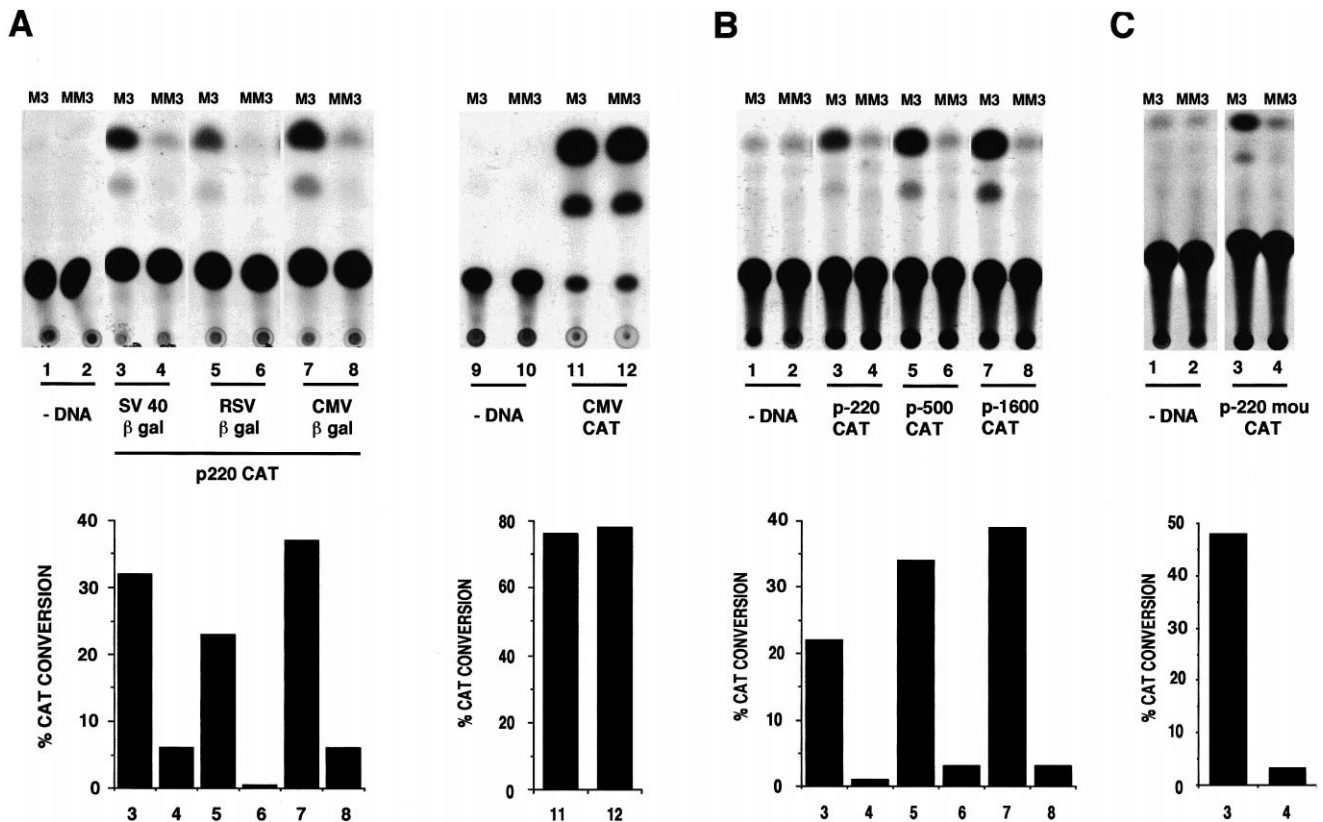 A
B
C
M3 MM3 M3 MM3 M3 MM3 M3 MM3
M3 MM3 M3 MM3
M3 MM3 M3 MM3 M3 MM3 M3 MM3
M3 MM3 M3 MM3
1 2 3 4 5 6 7 8
- DNA
SV 40
β gal
RSV
β gal
CMV
β gal
p220 CAT
9 10 11 12
- DNA
CMV
CAT
1 2 3 4 5 6 7 8
- DNA
p-220
CAT
p-500
CAT
p-1600
CAT
1 2 3 4
- DNA
p-220 mou
CAT
% CAT CONVERSION
40
30
20
10
0
3 4 5 6 7 8
% CAT CONVERSION
80
60
40
20
0
11 12
% CAT CONVERSION
40
30
20
10
0
3 4 5 6 7 8
% CAT CONVERSION
50
40
30
20
10
0
3 4